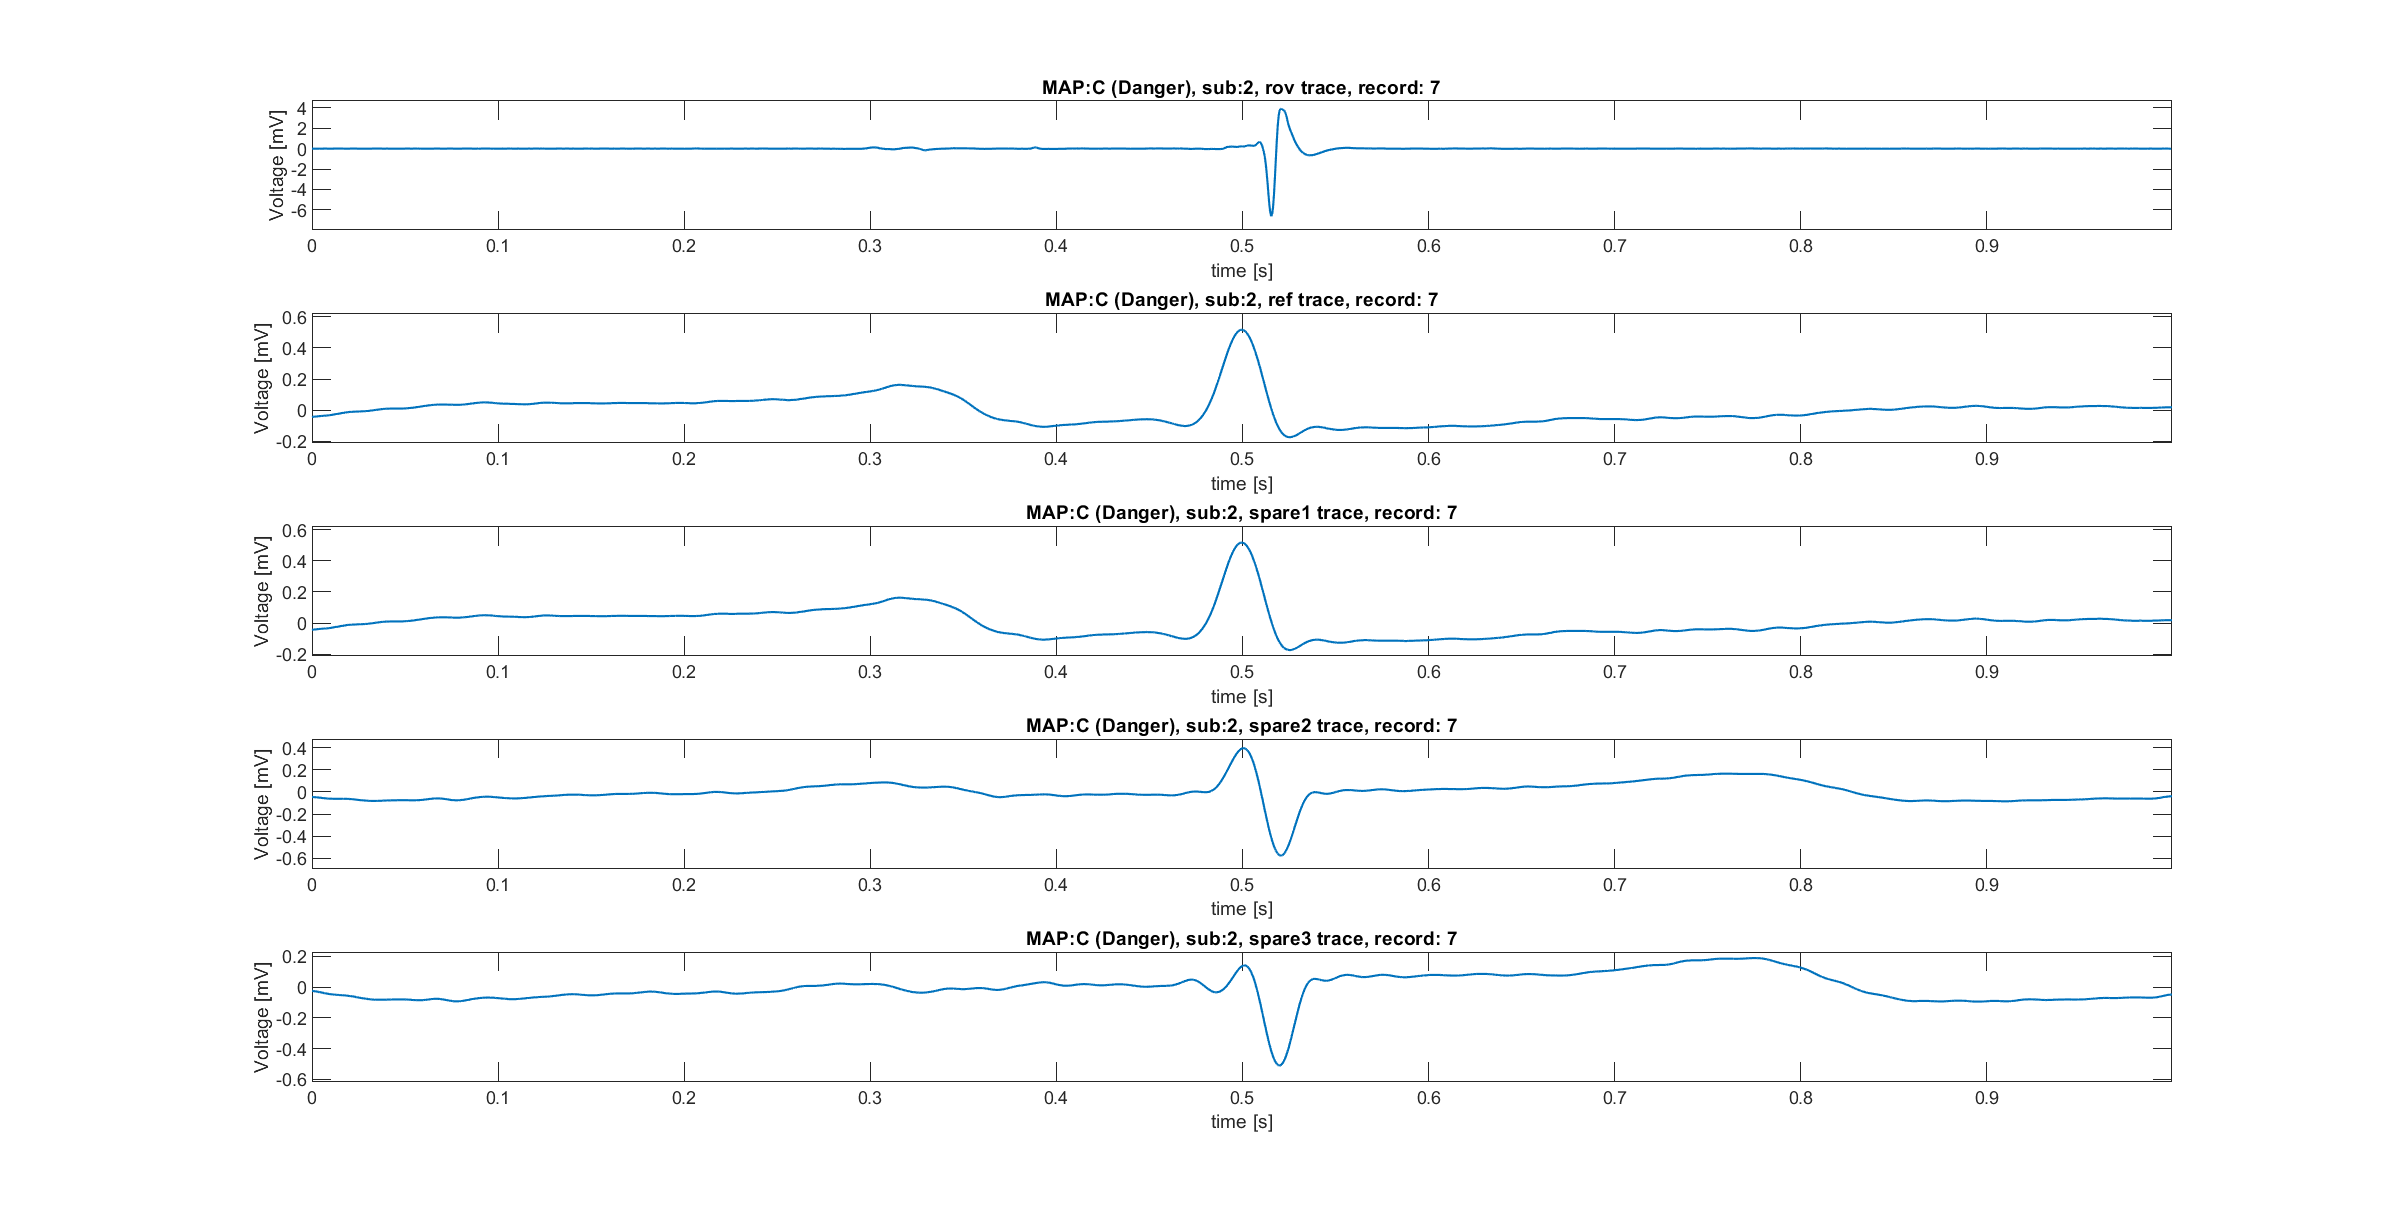 MAP:C (Danger), sub:2, rov trace, record: 7
Voltage [mV]
4
2
0
-2
-4
-6
0 0.1 0.2 0.3 0.4 0.5 0.6 0.7 0.8 0.9
time [s]
MAP:C (Danger), sub:2, ref trace, record: 7
Voltage [mV]
0.6
0.4
0.2
0
-0.2
0 0.1 0.2 0.3 0.4 0.5 0.6 0.7 0.8 0.9
time [s]
MAP:C (Danger), sub:2, spare1 trace, record: 7
Voltage [mV]
0.6
0.4
0.2
0
-0.2
0 0.1 0.2 0.3 0.4 0.5 0.6 0.7 0.8 0.9
time [s]
MAP:C (Danger), sub:2, spare2 trace, record: 7
Voltage [mV]
0.4
0.2
0
-0.2
-0.4
-0.6
0 0.1 0.2 0.3 0.4 0.5 0.6 0.7 0.8 0.9
time [s]
MAP:C (Danger), sub:2, spare3 trace, record: 7
Voltage [mV]
0.2
0
-0.2
-0.4
-0.6
0 0.1 0.2 0.3 0.4 0.5 0.6 0.7 0.8 0.9
time [s]